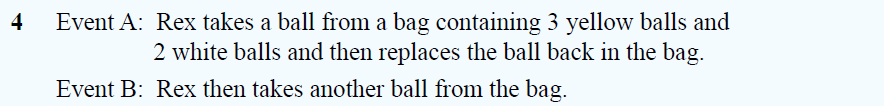 4 Event A: Rex takes a ball from a bag containing 3 yellow balls and
2 white balls and then replaces the ball back in the bag.
Event B: Rex then takes another ball from the bag.